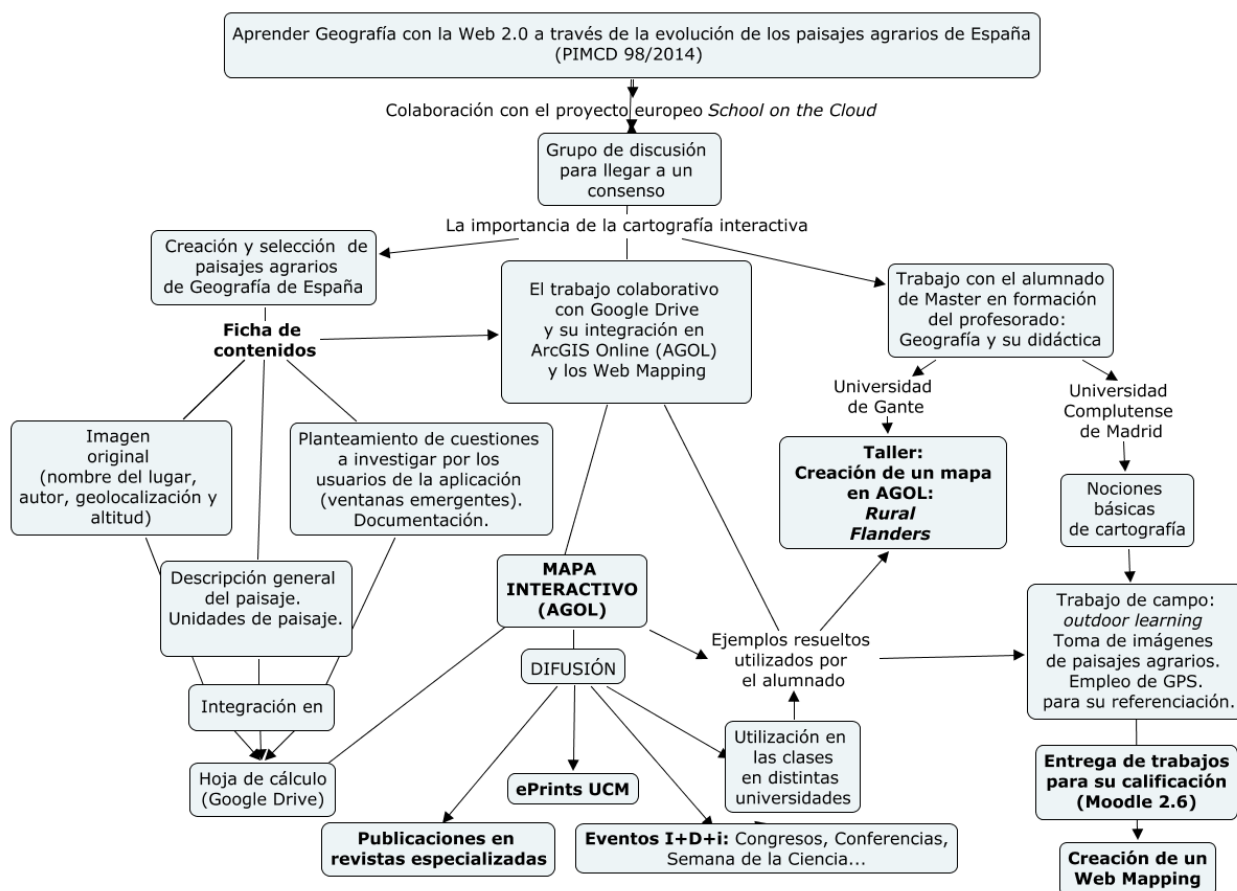 Aprender Geografía con la Web 2.0 a través de la evolución de los paisajes agrarios de España
(PIMCD 98/2014)
Colaboración con el proyecto europeo School on the Cloud
Grupo de discusión
para llegar a un
consenso
La importancia de la cartografía interactiva
Creación y selección de
paisajes agrarios
de Geografía de España
El trabajo colaborativo
con Google Drive
y su integración en
ArcGIS Online (AGOL)
y los Web Mapping
Trabajo con el alumnado
de Master en formación
del profesorado:
Geografía y su didáctica
Ficha de
contenidos
Universidad
de Gante
Universidad
Complutense
de Madrid
Imagen
original
(nombre del lugar,
autor, geolocalización y
altitud)
Planteamiento de cuestiones
a investigar por los
usuarios de la aplicación
(ventanas emergentes).
Documentación.
Taller:
Creación de un mapa
en AGOL:
Rural
Flanders
Nociones
básicas
de cartografía
Descripción general
del paisaje.
Unidades de paisaje.
MAPA
INTERACTIVO
(AGOL)
Ejemplos resueltos
utilizados por
el alumnado
Trabajo de campo:
outdoor learning
Toma de imágenes
de paisajes agrarios.
Empleo de GPS.
para su referenciación.
DIFUSIÓN
Integración en
Utilización en
las clases
en distintas
universidades
Hoja de cálculo
(Google Drive)
ePrints UCM
Entrega de trabajos
para su calificación
(Moodle 2.6)
Publicaciones en
revistas especializadas
Eventos I+D+i: Congresos, Conferencias,
Semana de la Ciencia...
Creación de un
Web Mapping